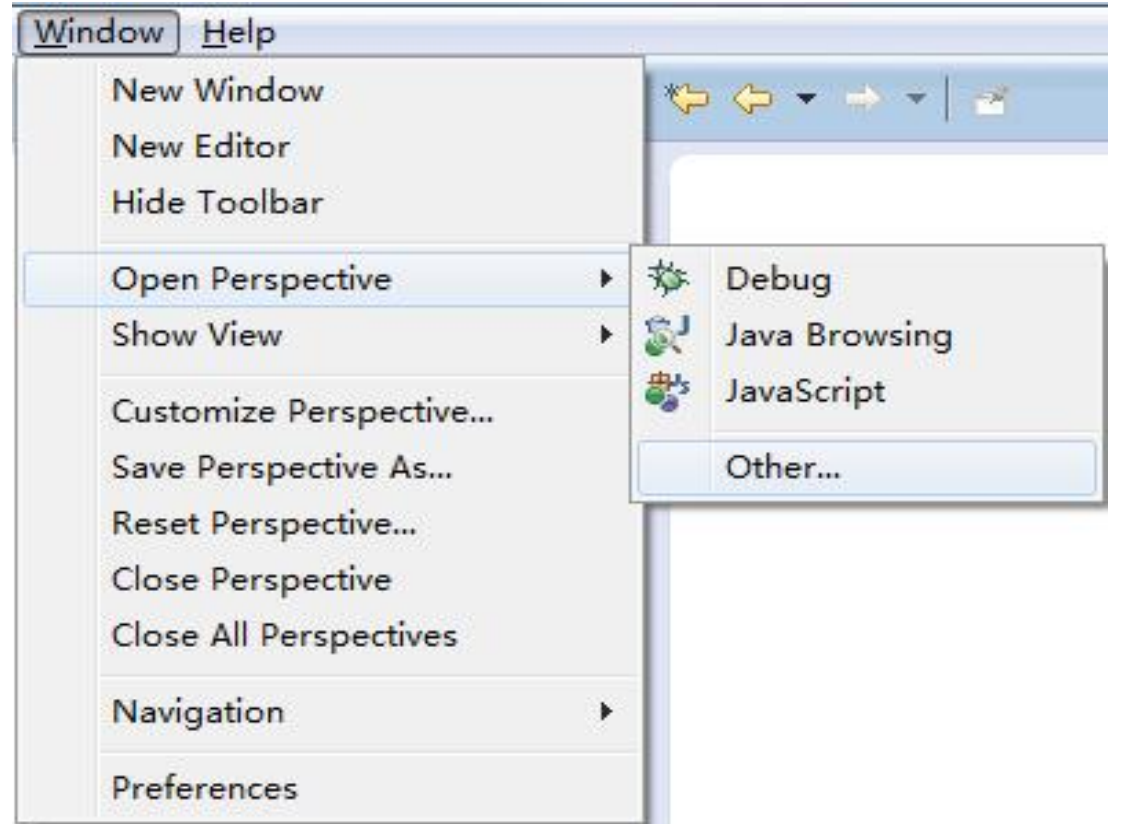 Window Help
New Window
New Editor
Hide Toolbar
Open Perspective
Show View
Customize Perspective...
Save Perspective As...
Reset Perspective...
Close Perspective
Close All Perspectives
Navigation
Preferences
Debug
Java Browsing
JavaScript
Other...